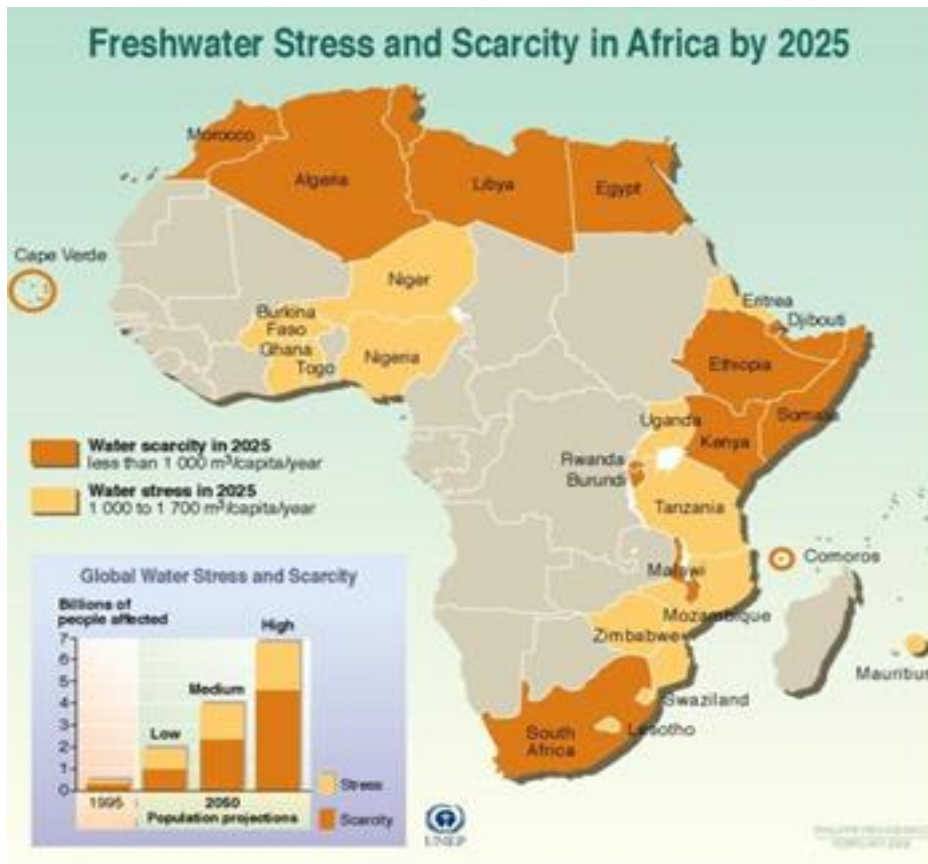 Freshwater Stress and Scarcity in Africa by 2025
Morocco
Algeria
Libya
Egypt
Cape Verde
Niger
Burkina
Faso
Ghana
Togo
Nigeria
Eritrea
Djibouti
Ethiopia
Somalia
Uganda
Kenya
Rwanda
Burundi
Tanzania
Comoros
Malawi
Mozambique
Zimbabwe
Mauritius
Swaziland
Lesotho
South
Africa
Water scarcity in 2025
less than 1 000 m³/capita/year
Water stress in 2025
1 000 to 1 700 m³/capita/year
Global Water Stress and Scarcity
Billions of
people affected
7
6
5
4
3
2
1
0
Low
Medium
High
1995
2050
Population projections
Stress
Scarcity
UNEP
FEBRUARY